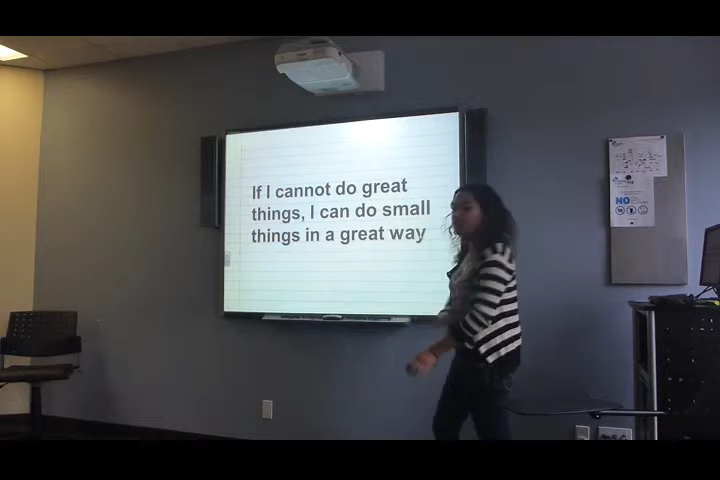 If I cannot do great
things, I can do small
things in a great way
NO